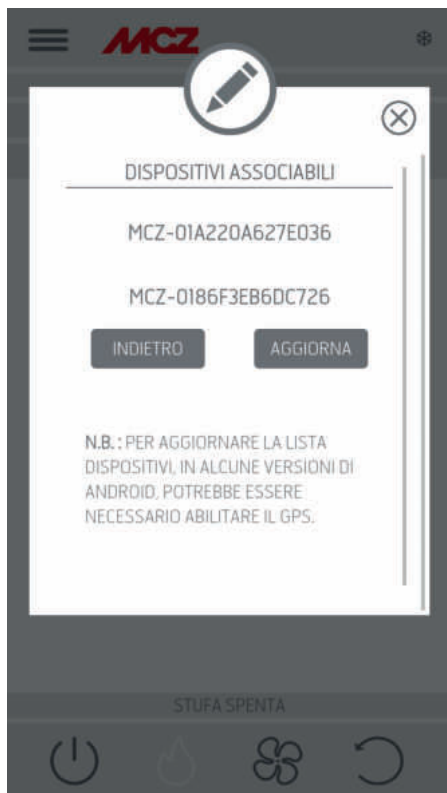 MCZ
DISPOSITIVI ASSOCIABILI
MCZ-01A220A627E036
MCZ-0186F3EB6DC726
INDIETRO AGGIORNA
N.B. : PER AGGIORNARE LA LISTA
DISPOSITIVI, IN ALCUNE VERSIONI DI
ANDROID, POTREBBE ESSERE
NECESSARIO ABILITARE IL GPS.
STUFA SPENTA